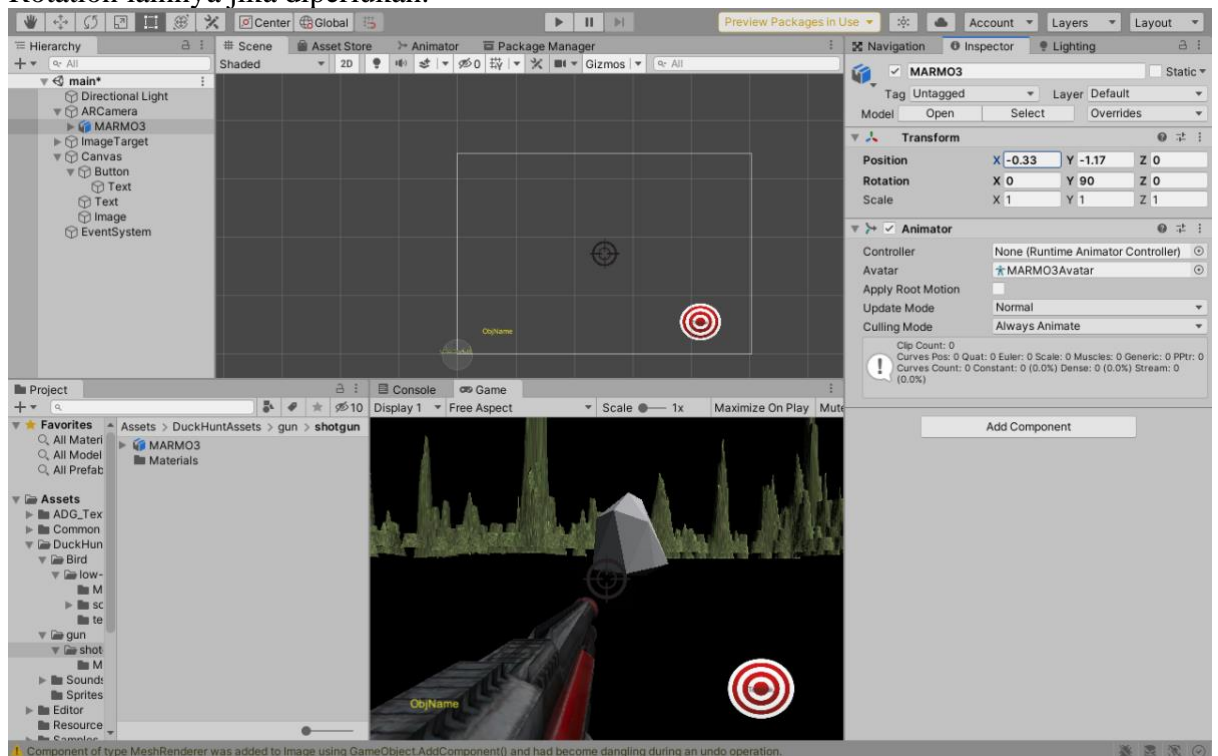 Rotation lainnya jika diperlukan.
Center Global Preview Packages in Use Account Layers Layout
Hierarchy
All
main*
Directional Light
ARCamera
MARMO3
ImageTarget
Canvas
Button
Text
Text
Image
EventSystem
Scene Asset Store Animator Package Manager
Shaded 2D 0 Gizmos All
ObjName
Navigation Inspector Lighting
MARMO3 Static
Tag Untagged Layer Default
Model Open Select Overrides
Transform
Position X -0.33 Y -1.17 Z 0
Rotation X 0 Y 90 Z 0
Scale X 1 Y 1 Z 1
Animator
Controller None (Runtime Animator Controller)
Avatar MARMO3Avatar
Apply Root Motion
Update Mode Normal
Culling Mode Always Animate
Clip Count: 0
Curves Pos: 0 Quat: 0 Euler: 0 Scale: 0 Muscles: 0 Generic: 0 PPtr: 0
Curves Count: 0 Constant: 0 (0.0%) Dense: 0 (0.0%) Stream: 0
(0.0%)
Add Component
Project
10
Favorites
All Materi
All Model
All Prefab
Assets
ADG_Tex
Common
DuckHun
Bird
low-
M
sc
te
gun
shot
M
Sounds
Sprites
Editor
Resource
Samples
Assets > DuckHuntAssets > gun > shotgun
MARMO3
Materials
Console Game
Display 1 Free Aspect Scale 1x Maximize On Play Mute
ObjName
Component of type MeshRenderer was added to Image using GameObject.AddComponent() and had become dangling during an undo operation.